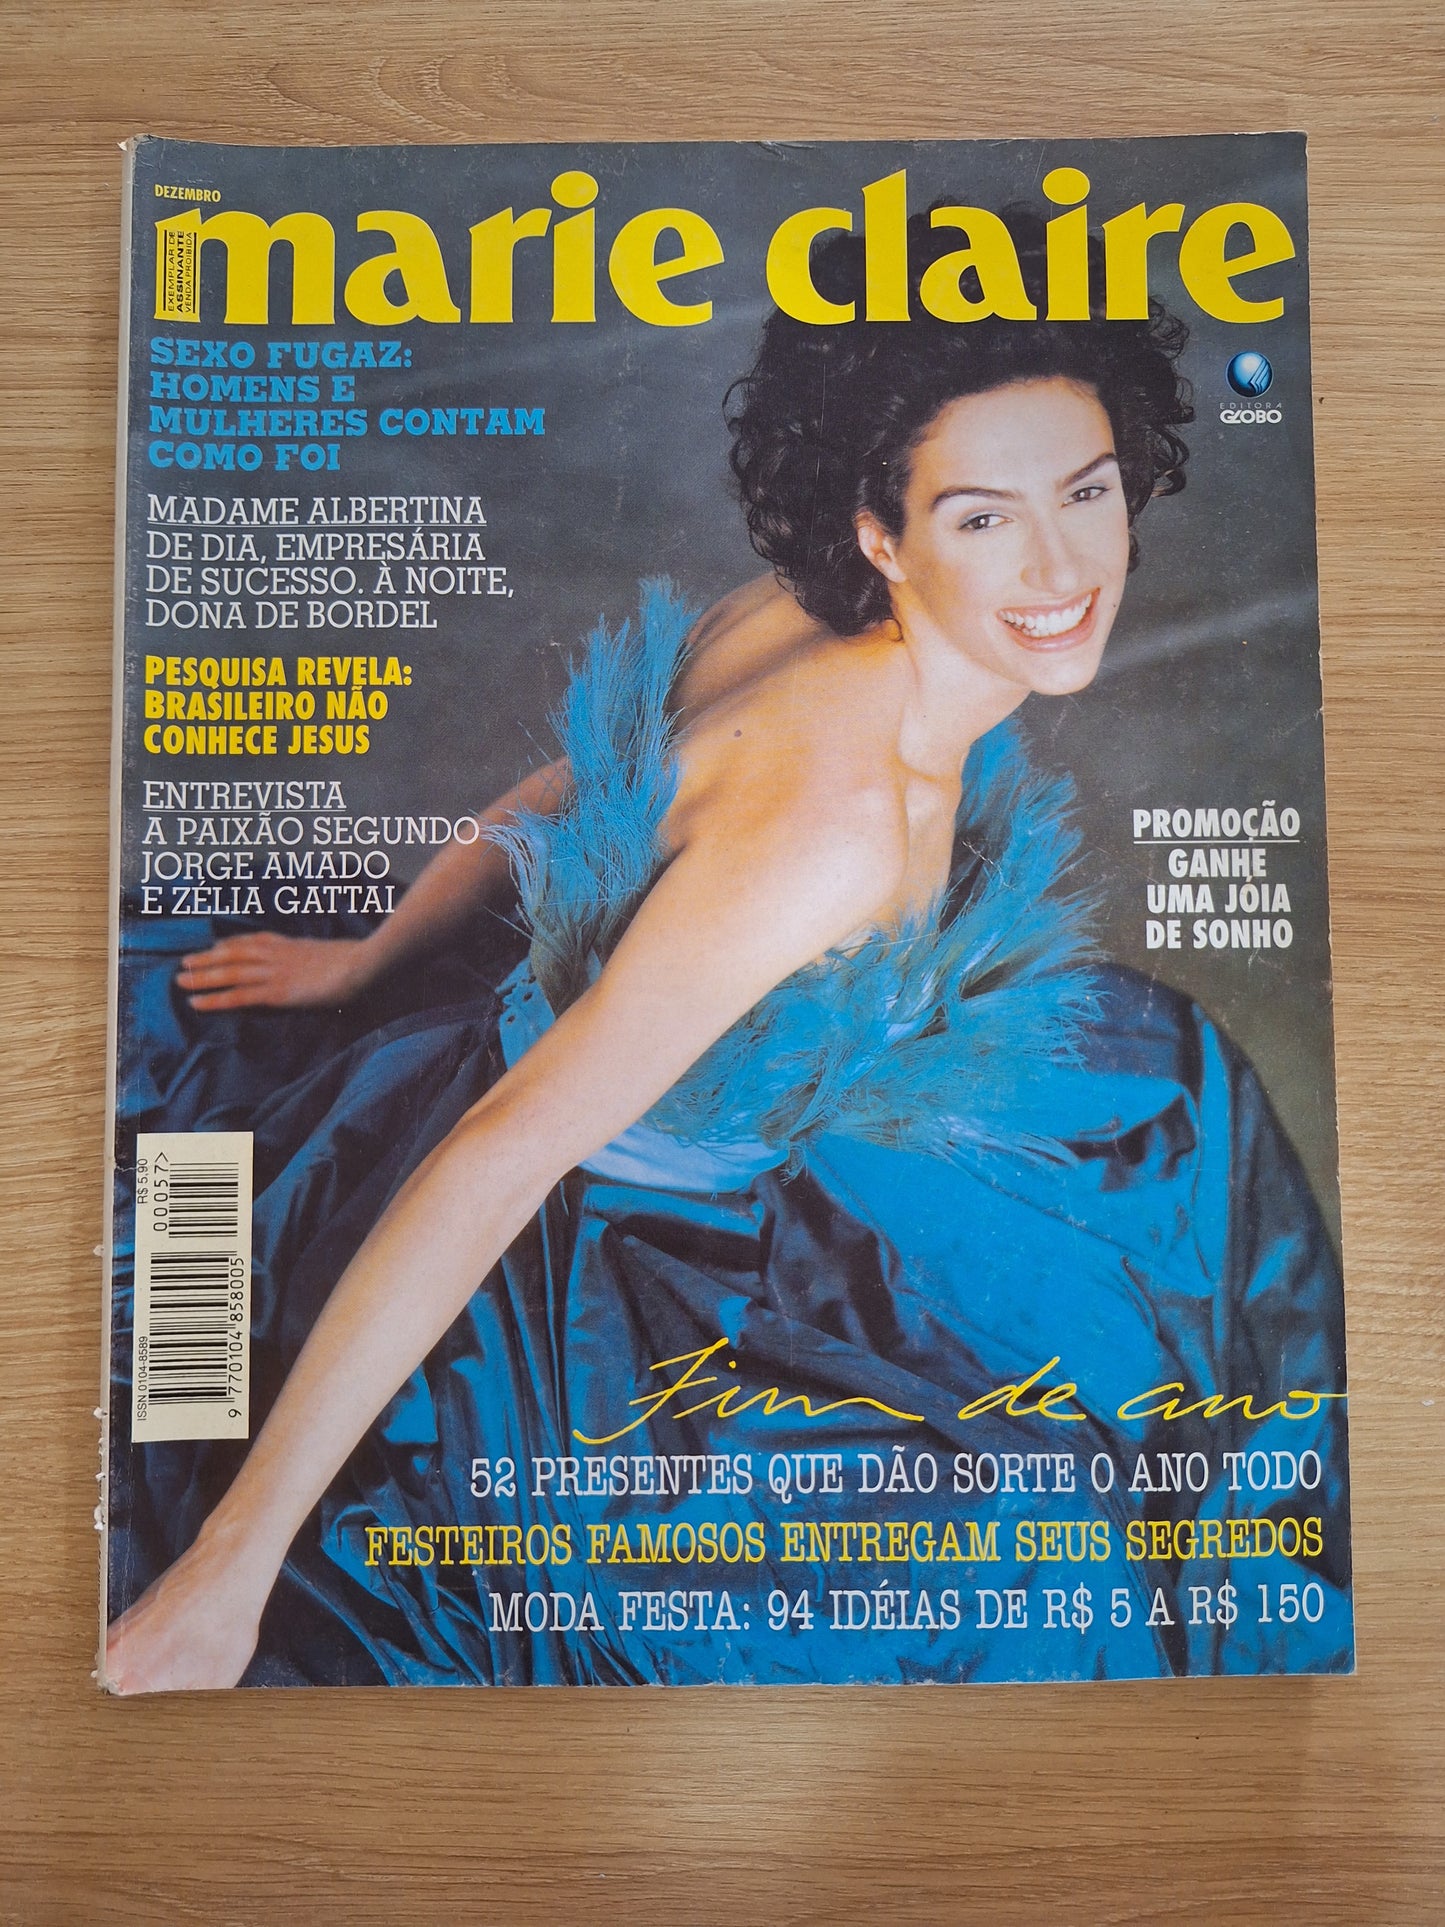 DEZEMBRO
marie claire
EXEMPLAR DE
ASSINANTE
VENDA PROIBIDA
SEXO FUGAZ:
HOMENS E
MULHERES CONTAM
COMO FOI
EDITORA
GLOBO
MADAME ALBERTINA
DE DIA, EMPRESÁRIA
DE SUCESSO. À NOITE,
DONA DE BORDEL
PESQUISA REVELA:
BRASILEIRO NÃO
CONHECE JESUS
ENTREVISTA
A PAIXÃO SEGUNDO
JORGE AMADO
E ZÉLIA GATTAI
PROMOÇÃO
GANHE
UMA JÓIA
DE SONHO
R$ 5,90
00057>
ISSN 0104-8589
9 770104 858005
Fim de ano
52 PRESENTES QUE DÃO SORTE O ANO TODO
FESTEIROS FAMOSOS ENTREGAM SEUS SEGREDOS
MODA FESTA: 94 IDÉIAS DE R$ 5 A R$ 150